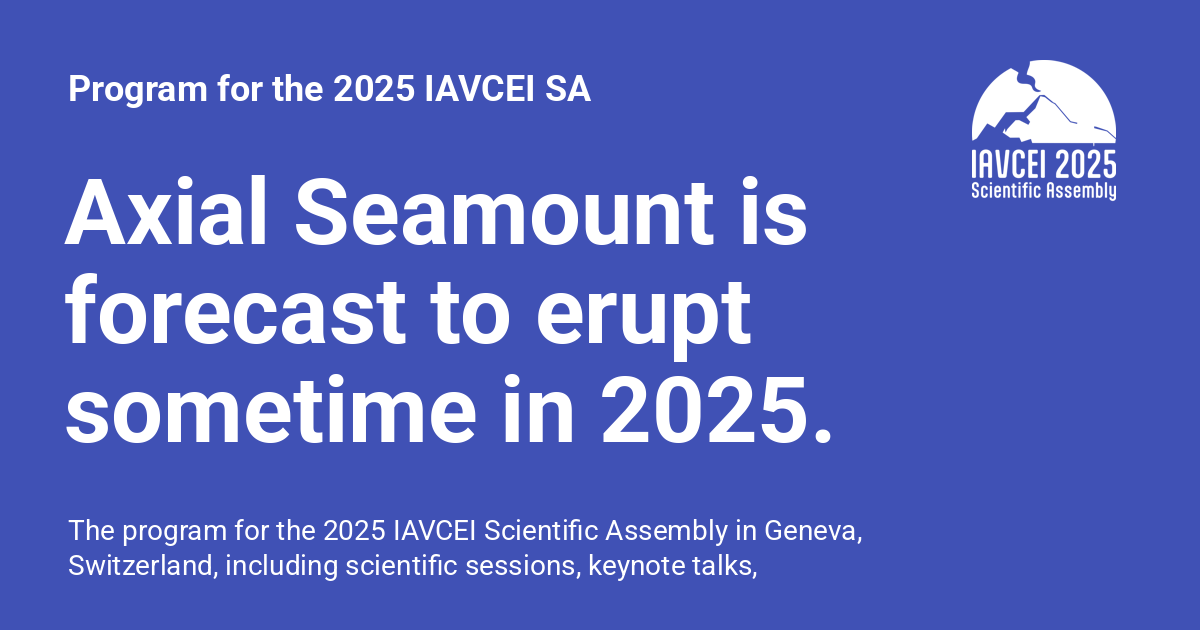 Program for the 2025 IAVCEI SA
IAVCEI 2025
Scientific Assembly
Axial Seamount is
forecast to erupt
sometime in 2025.
The program for the 2025 IAVCEI Scientific Assembly in Geneva,
Switzerland, including scientific sessions, keynote talks,